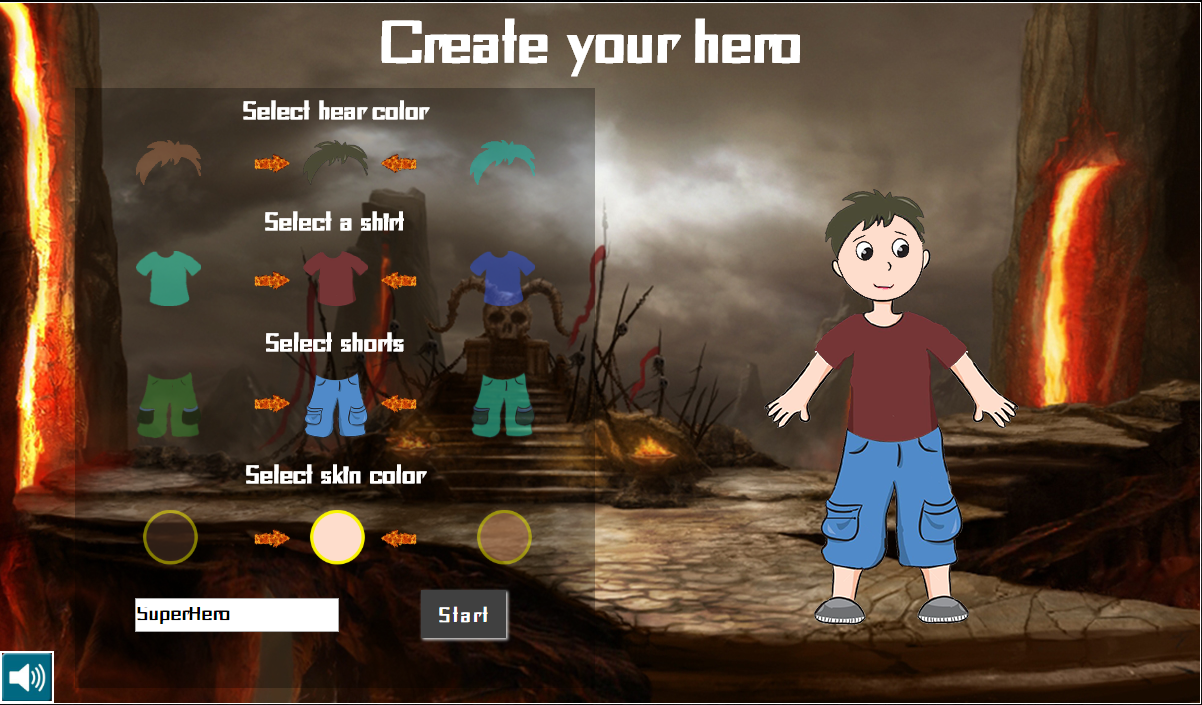 Create your hero
Select hear color
Select a shirt
Select shorts
Select skin color
SuperHero
Start